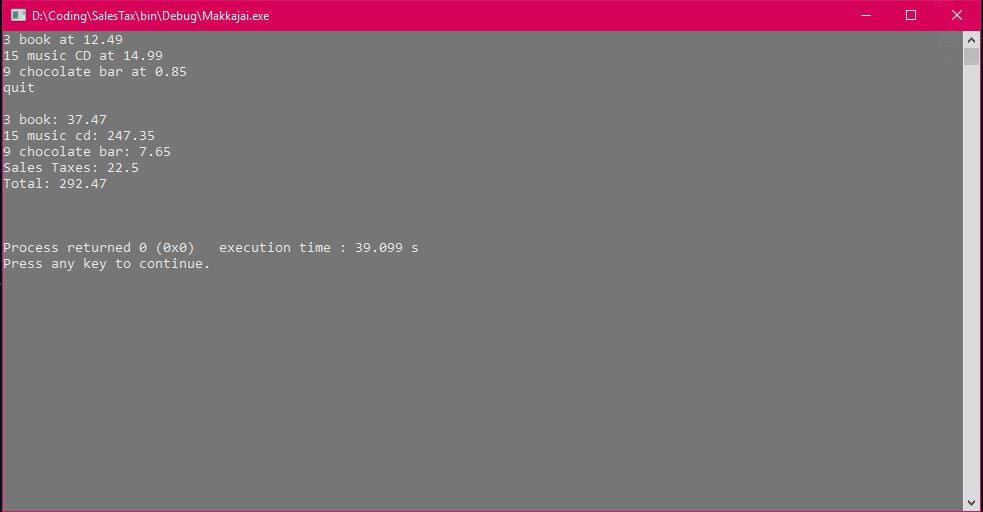 D:\Coding\SalesTax\bin\Debug\Makkajai.exe
3 book at 12.49
15 music CD at 14.99
9 chocolate bar at 0.85
quit
3 book: 37.47
15 music cd: 247.35
9 chocolate bar: 7.65
Sales Taxes: 22.5
Total: 292.47
Process returned 0 (0x0)   execution time : 39.099 s
Press any key to continue.